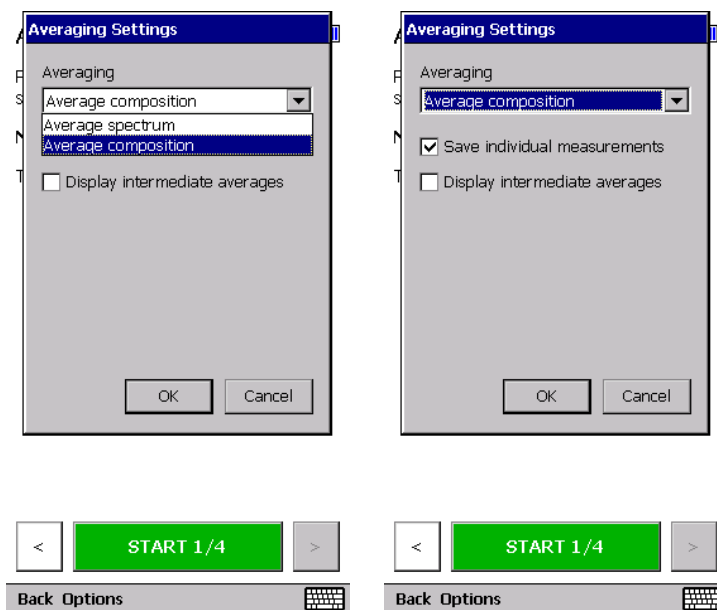 Averaging Settings
Averaging
Average composition
Average spectrum
Average composition
Display intermediate averages
OK Cancel
< START 1/4 >
Back Options
Averaging Settings
Averaging
Average composition
Save individual measurements
Display intermediate averages
OK Cancel
< START 1/4 >
Back Options